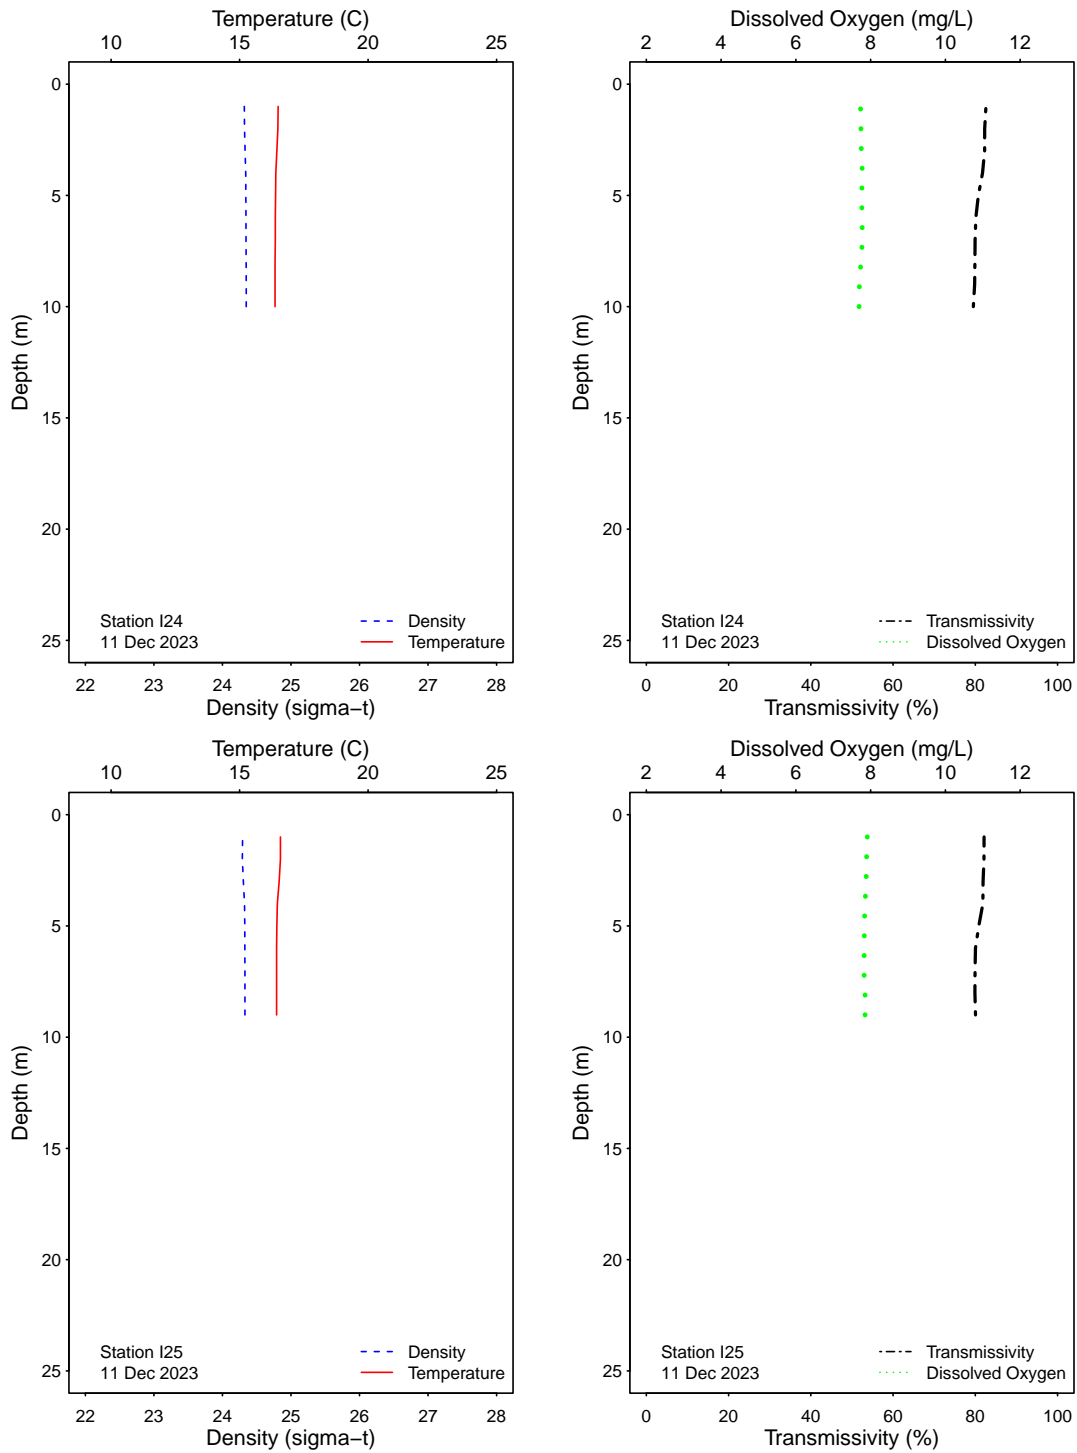 Temperature (C)
10 15 20 25
0
5
10
15
20
25
Depth (m)
Station I24
11 Dec 2023
Density
Temperature
22 23 24 25 26 27 28
Density (sigma−t)
Dissolved Oxygen (mg/L)
2 4 6 8 10 12
0
5
10
15
20
25
Depth (m)
Station I24
11 Dec 2023
Transmissivity
Dissolved Oxygen
0 20 40 60 80 100
Transmissivity (%)
Temperature (C)
10 15 20 25
0
5
10
15
20
25
Depth (m)
Station I25
11 Dec 2023
Density
Temperature
22 23 24 25 26 27 28
Density (sigma−t)
Dissolved Oxygen (mg/L)
2 4 6 8 10 12
0
5
10
15
20
25
Depth (m)
Station I25
11 Dec 2023
Transmissivity
Dissolved Oxygen
0 20 40 60 80 100
Transmissivity (%)